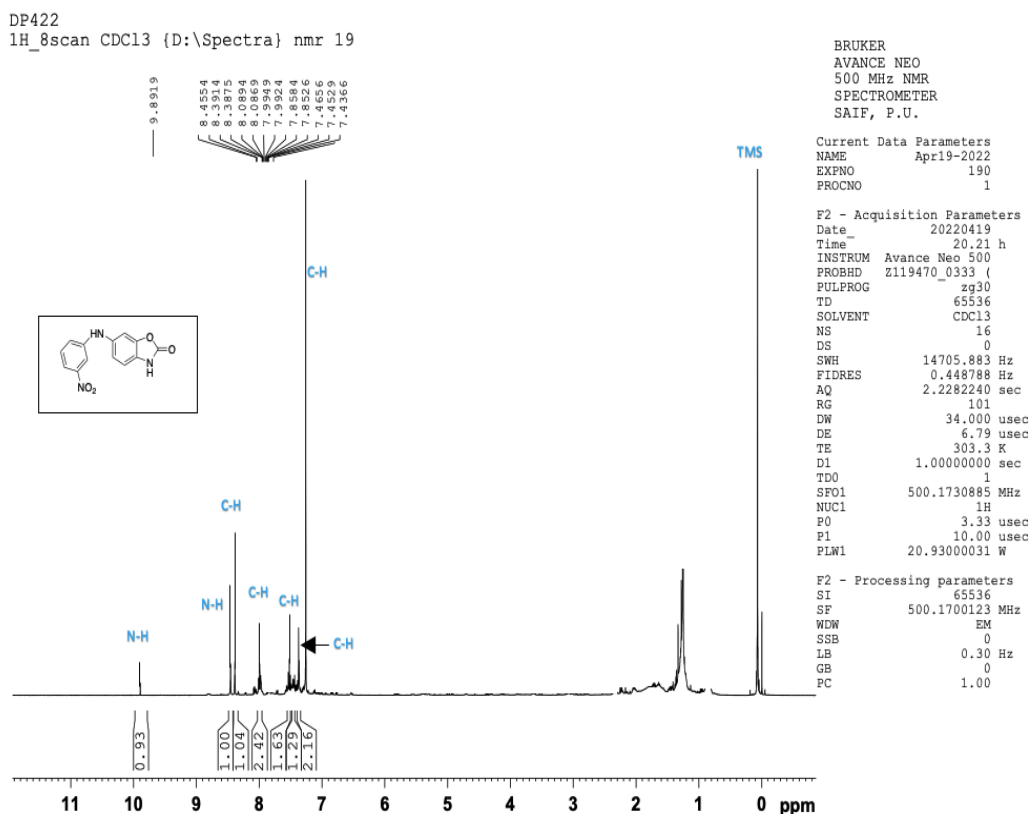 DP422
1H_8scan CDCl3 {D:\Spectra} nmr 19
9.8919
8.4554
8.3914
8.3875
8.0894
8.0869
7.9949
7.9924
7.8584
7.8526
7.4656
7.4529
7.4366
BRUKER
AVANCE NEO
500 MHz NMR
SPECTROMETER
SAIF, P.U.
Current Data Parameters
NAME Apr19-2022
EXPNO 190
PROCNO 1
F2 - Acquisition Parameters
Date_ 20220419
Time 20.21 h
INSTRUM Avance Neo 500
PROBHD Z119470_0333 (
PULPROG zg30
TD 65536
SOLVENT CDCl3
NS 16
DS 0
SWH 14705.883 Hz
FIDRES 0.448788 Hz
AQ 2.2282240 sec
RG 101
DW 34.000 usec
DE 6.79 usec
TE 303.3 K
D1 1.00000000 sec
TD0 1
SFO1 500.1730885 MHz
NUC1 1H
P0 3.33 usec
P1 10.00 usec
PLW1 20.93000031 W
F2 - Processing parameters
SI 65536
SF 500.1700123 MHz
WDW EM
SSB 0
LB 0.30 Hz
GB 0
PC 1.00
TMS
C-H
HN
O
O
N
H
NO2
C-H
N-H
C-H
C-H
N-H
C-H
0.93
1.00
1.04
2.42
1.63
1.29
2.16
11 10 9 8 7 6 5 4 3 2 1 0 ppm